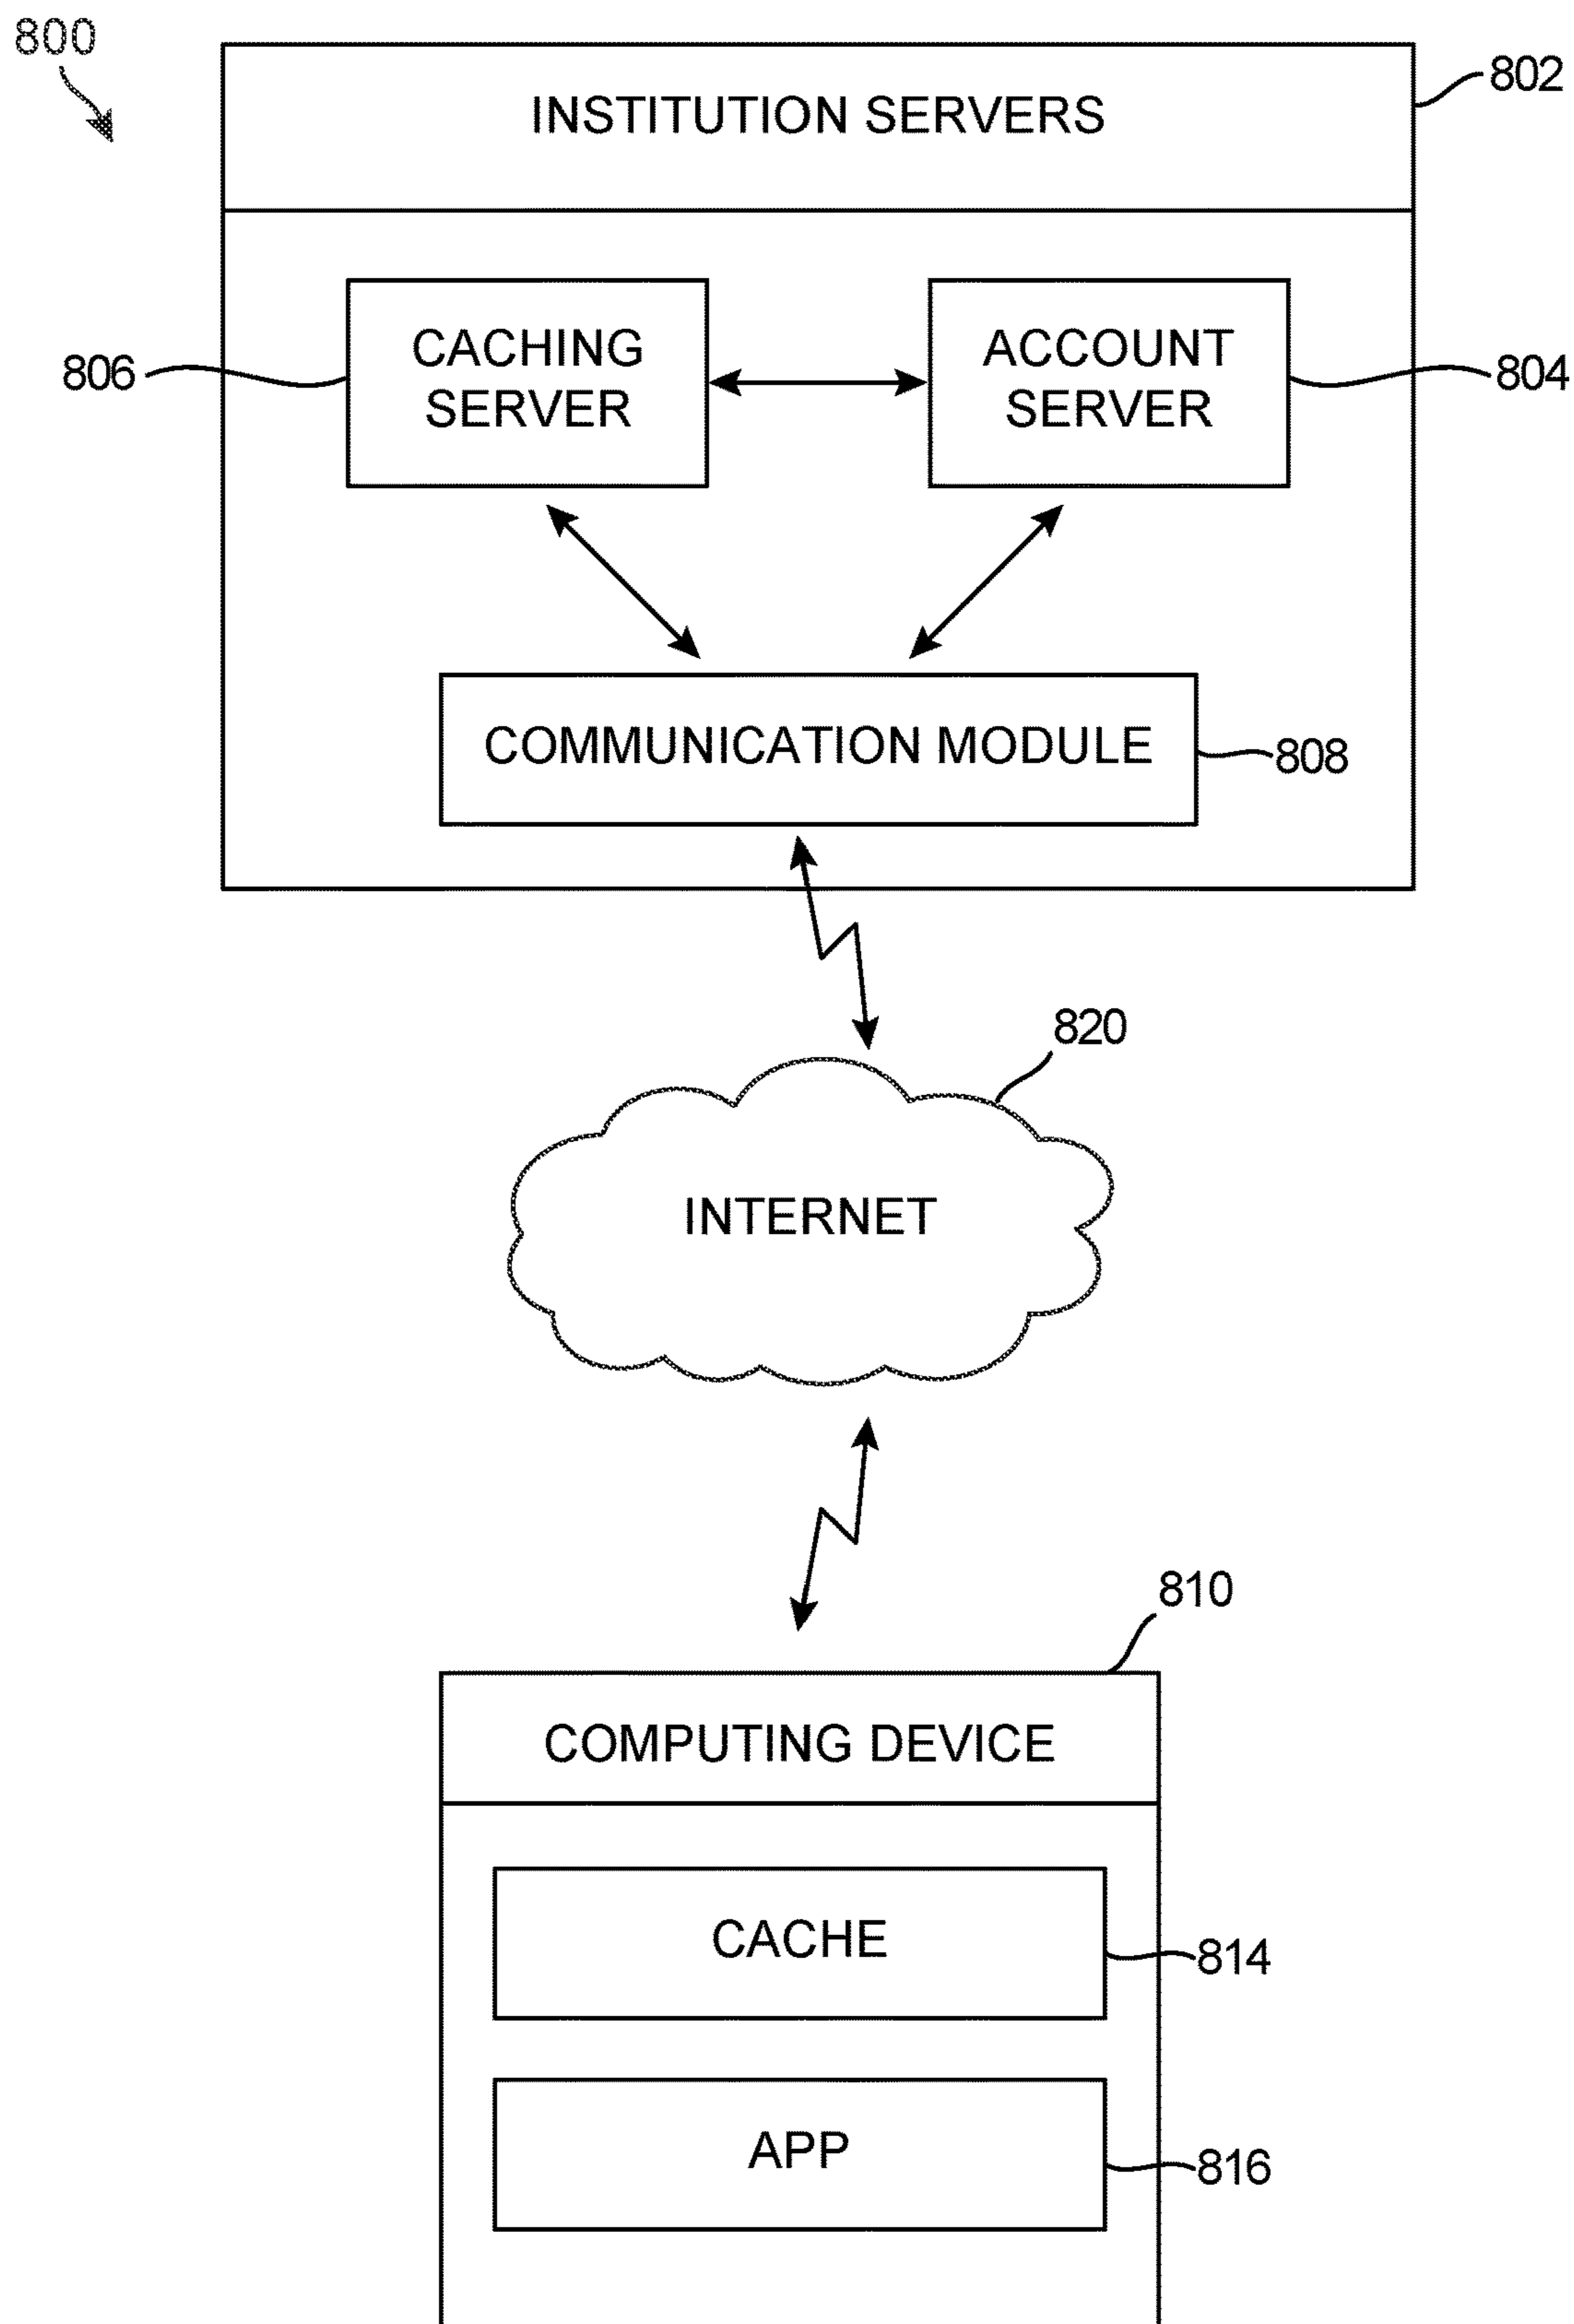 800
802
INSTITUTION SERVERS
CACHING
SERVER
806
ACCOUNT
SERVER
804
COMMUNICATION MODULE
808
820
INTERNET
810
COMPUTING DEVICE
CACHE
814
APP
816